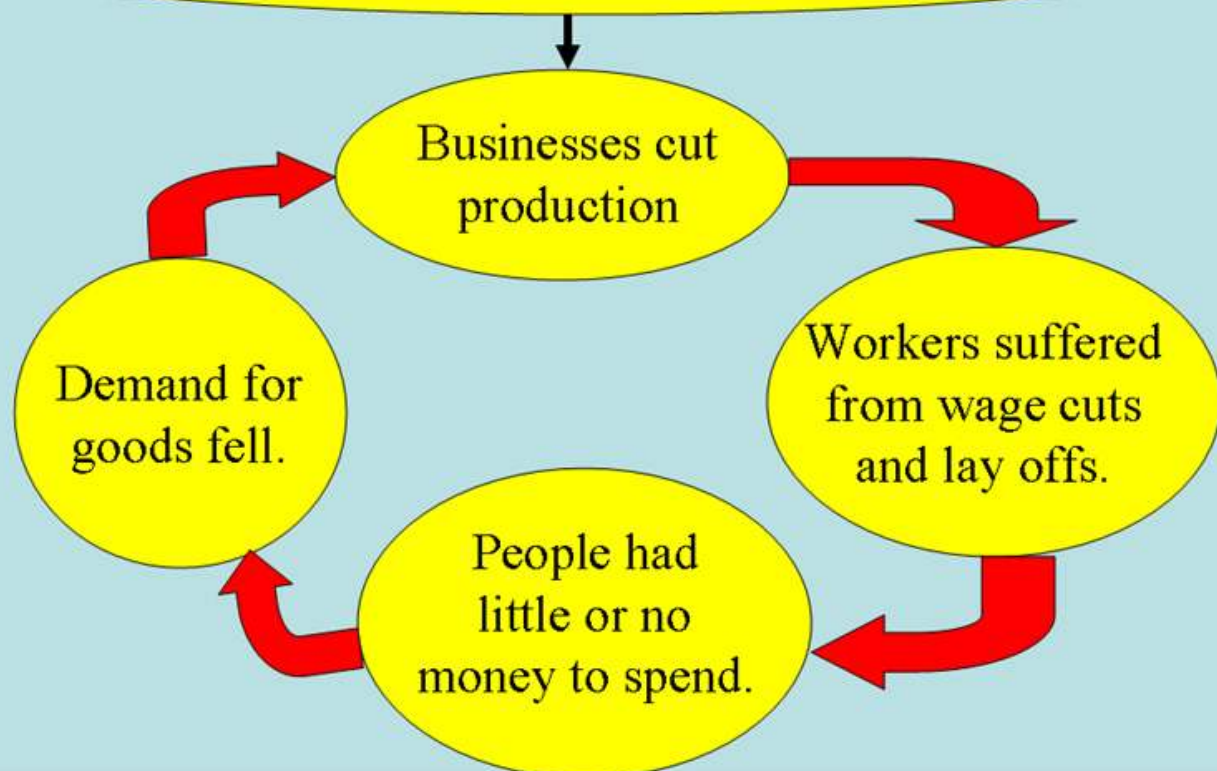 Businesses cut
production
Workers suffered
from wage cuts
and lay offs.
People had
little or no
money to spend.
Demand for
goods fell.